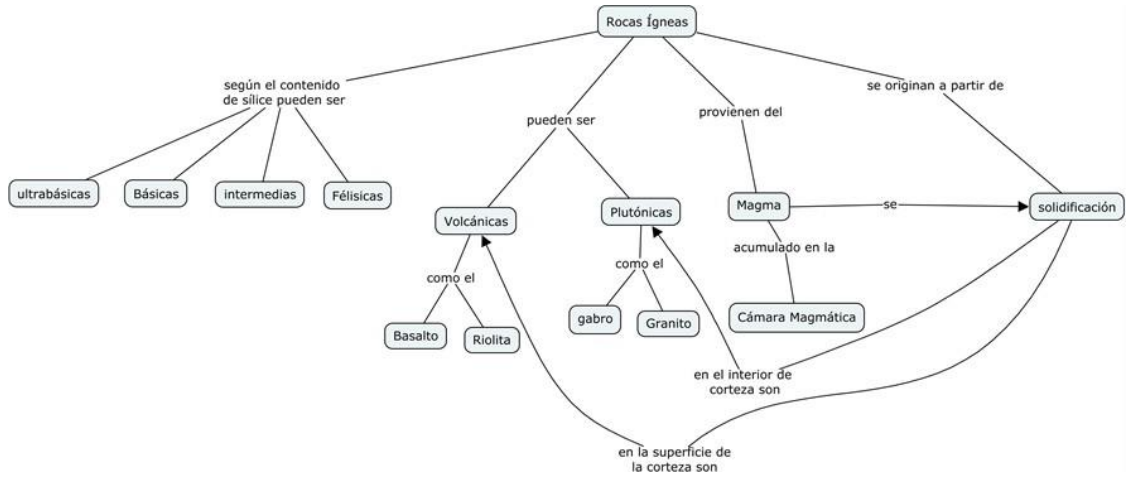 Rocas Ígneas
según el contenido
de sílice pueden ser
se originan a partir de
provienen del
pueden ser
ultrabásicas
Básicas
intermedias
Félisicas
Volcánicas
Plutónicas
Magma
se
solidificación
acumulado en la
como el
como el
gabro
Granito
Cámara Magmática
Basalto
Riolita
en el interior de
corteza son
en la superficie de
la corteza son